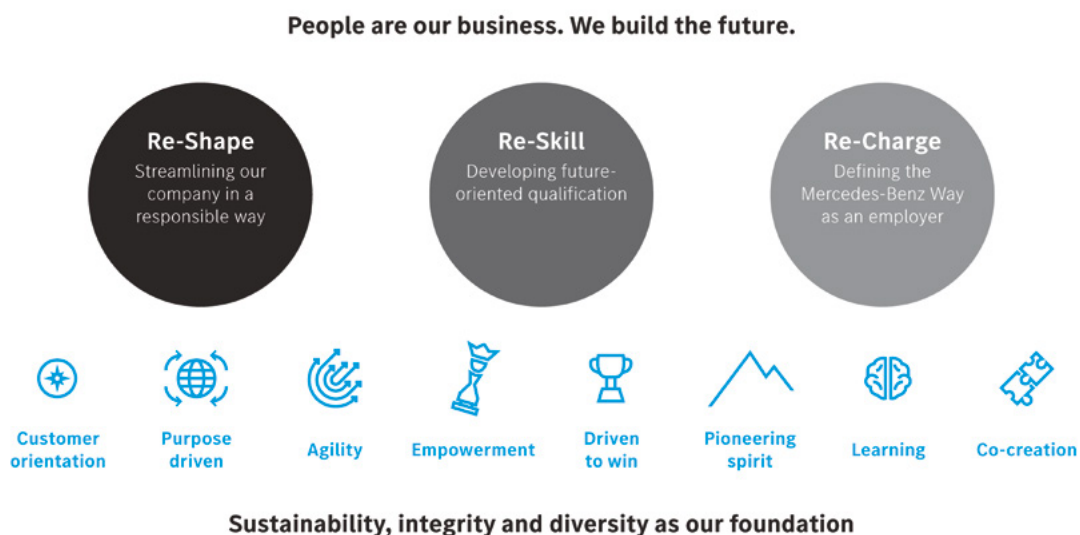 People are our business. We build the future.
Re-Shape
Streamlining our
company in a
responsible way
Re-Skill
Developing future-
oriented qualification
Re-Charge
Defining the
Mercedes-Benz Way
as an employer
Customer
orientation
Purpose
driven
Agility
Empowerment
Driven
to win
Pioneering
spirit
Learning
Co-creation
Sustainability, integrity and diversity as our foundation